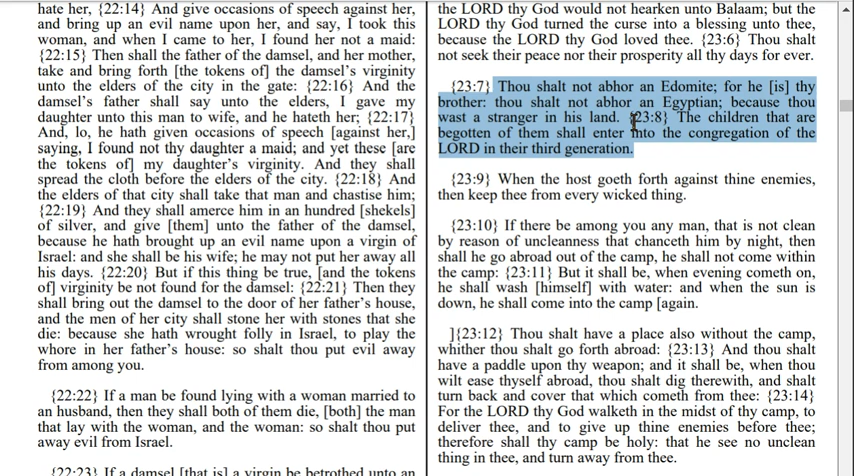 hate her, {22:14} And give occasions of speech against her,
and bring up an evil name upon her, and say, I took this
woman, and when I came to her, I found her not a maid:
{22:15} Then shall the father of the damsel, and her mother,
take and bring forth [the tokens of] the damsel's virginity
unto the elders of the city in the gate: {22:16} And the
damsel's father shall say unto the elders, I gave my
daughter unto this man to wife, and he hateth her; {22:17}
And, lo, he hath given occasions of speech [against her,]
saying, I found not thy daughter a maid; and yet these [are
the tokens of] my daughter's virginity. And they shall
spread the cloth before the elders of the city. {22:18} And
the elders of that city shall take that man and chastise him;
{22:19} And they shall amerce him in an hundred [shekels]
of silver, and give [them] unto the father of the damsel,
because he hath brought up an evil name upon a virgin of
Israel: and she shall be his wife; he may not put her away all
his days. {22:20} But if this thing be true, [and the tokens
of] virginity be not found for the damsel: {22:21} Then they
shall bring out the damsel to the door of her father's house,
and the men of her city shall stone her with stones that she
die: because she hath wrought folly in Israel, to play the
whore in her father's house: so shalt thou put evil away
from among you.
{22:22} If a man be found lying with a woman married to
an husband, then they shall both of them die, [both] the man
that lay with the woman, and the woman: so shalt thou put
away evil from Israel.
{22:23} If a damsel [that is] a virgin be betrothed unto an
the LORD thy God would not hearken unto Balaam; but the
LORD thy God turned the curse into a blessing unto thee,
because the LORD thy God loved thee. {23:6} Thou shalt
not seek their peace nor their prosperity all thy days for ever.
{23:7} Thou shalt not abhor an Edomite; for he [is] thy
brother: thou shalt not abhor an Egyptian; because thou
wast a stranger in his land. {23:8} The children that are
begotten of them shall enter into the congregation of the
LORD in their third generation.
{23:9} When the host goeth forth against thine enemies,
then keep thee from every wicked thing.
{23:10} If there be among you any man, that is not clean
by reason of uncleanness that chanceth him by night, then
shall he go abroad out of the camp, he shall not come within
the camp: {23:11} But it shall be, when evening cometh on,
he shall wash [himself] with water: and when the sun is
down, he shall come into the camp [again.
]{23:12} Thou shalt have a place also without the camp,
whither thou shalt go forth abroad: {23:13} And thou shalt
have a paddle upon thy weapon; and it shall be, when thou
wilt ease thyself abroad, thou shalt dig therewith, and shalt
turn back and cover that which cometh from thee: {23:14}
For the LORD thy God walketh in the midst of thy camp, to
deliver thee, and to give up thine enemies before thee;
therefore shall thy camp be holy: that he see no unclean
thing in thee, and turn away from thee.